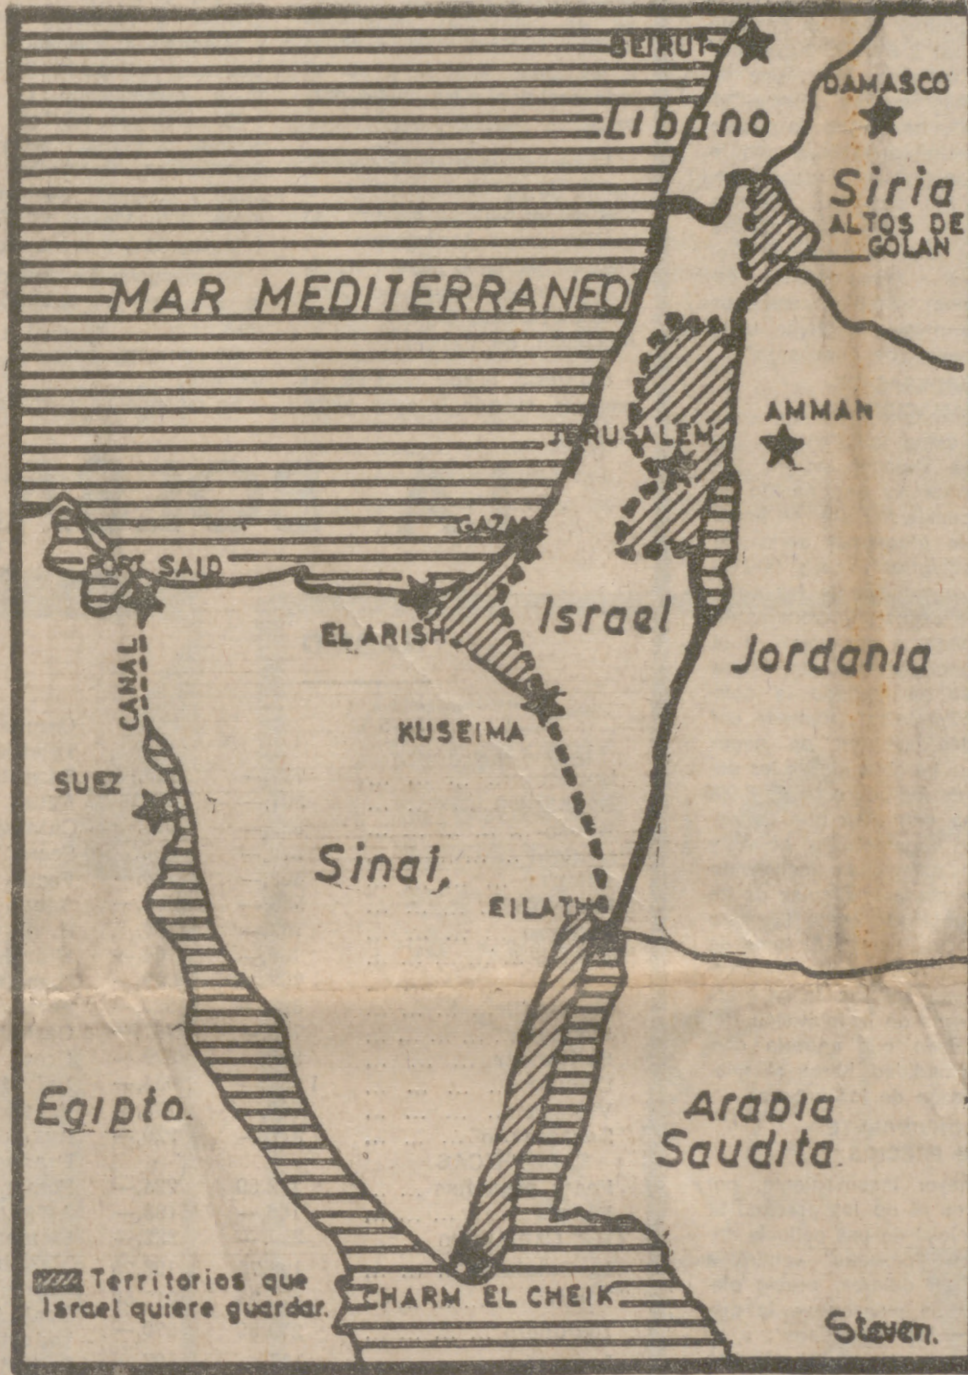 BEIRUT
DAMASCO
Libano
Siria
ALTOS DE
GOLAN
MAR MEDITERRANEO
AMMAN
JERUSALEM
GAZA
PORT SAID
EL ARISH
Israel
Jordania
CANAL
KUSEIMA
SUEZ
Sinai,
EILATH
Egipto.
Arabia
Saudita.
Territorios que
Israel quiere guardar.
CHARM EL CHEIK
Steven.